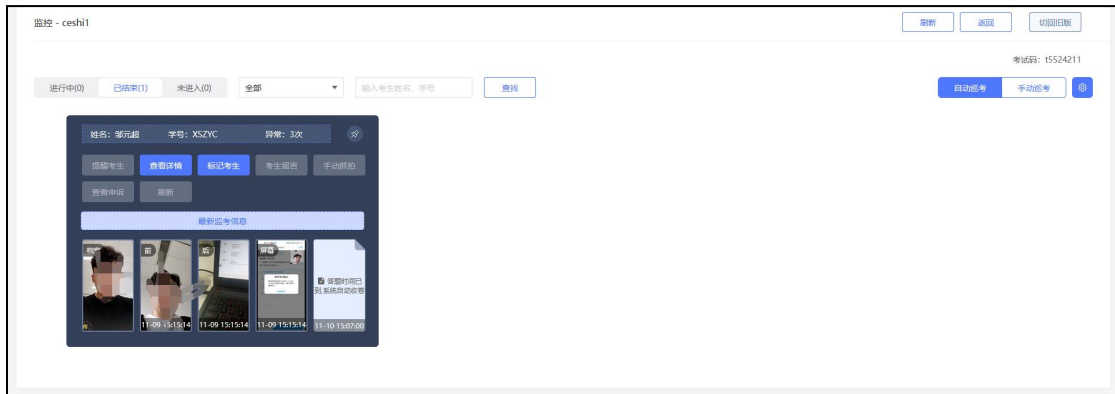 监控 - ceshi1
刷新 返回 切回旧版
考试码: t5524211
进行中(0) 已结束(1) 未进入(0) 全部 输入考生姓名、学号 查找 自动巡考 手动巡考
姓名: 邹元超 学号: XSZYC 异常: 3次
提醒考生 查看详情 标记考生 考生留言 手动抓拍
查看申诉 刷新
最新监考信息
前 后 屏幕
答题时间已
到,系统自动收卷
11-09 15:15:14 11-09 15:15:14 11-09 15:15:14 11-10 15:07:00